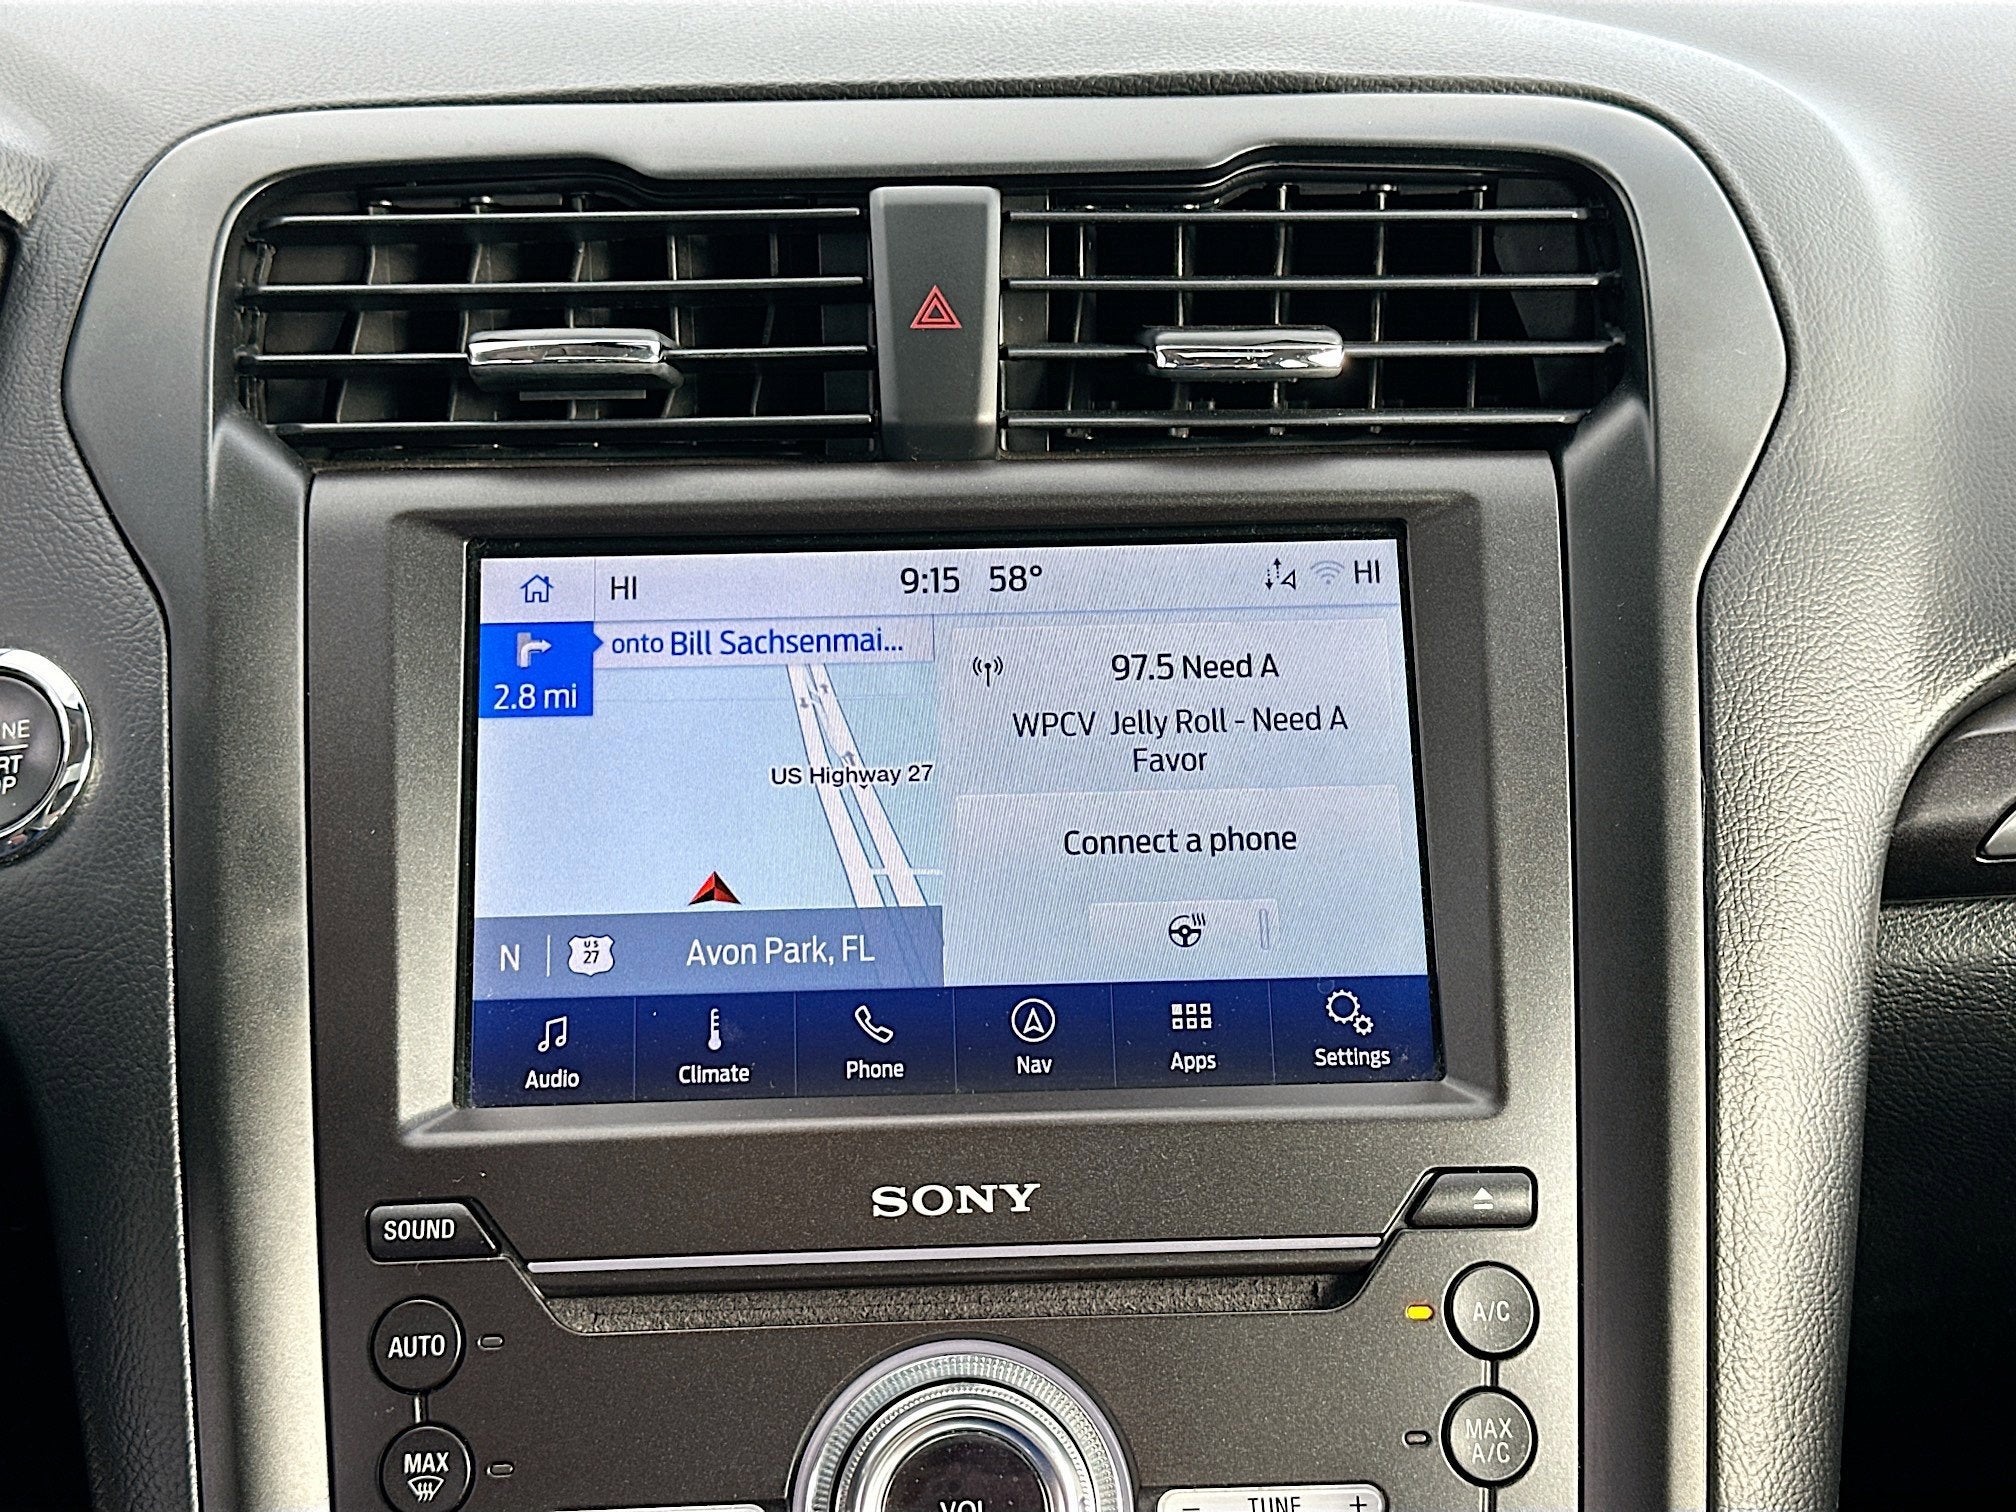 HI 9:15 58° HI
onto Bill Sachsenmai...
2.8 mi
US Highway 27
N US 27 Avon Park, FL
97.5 Need A
WPCV Jelly Roll - Need A
Favor
Connect a phone
Audio Climate Phone Nav Apps Settings
SONY
SOUND
AUTO
MAX
A/C
MAX
A/C
VOL
- TUNE +